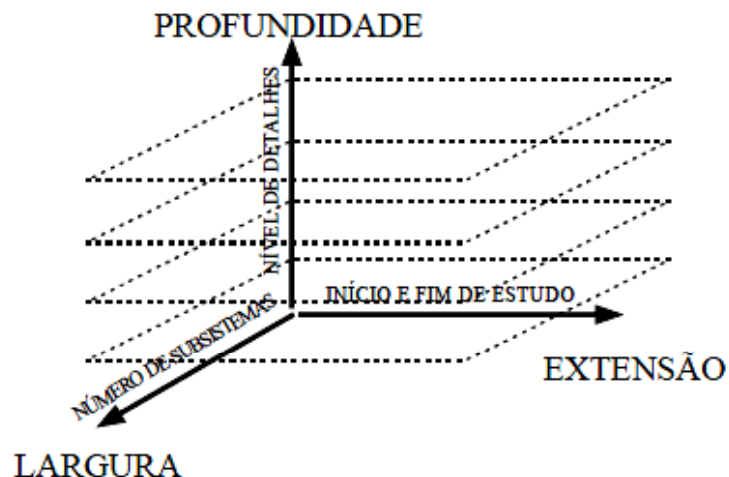 PROFUNDIDADE
NÍVEL DE DETALHES
INÍCIO E FIM DE ESTUDO
NÚMERO DE SUBSISTEMAS
EXTENSÃO
LARGURA